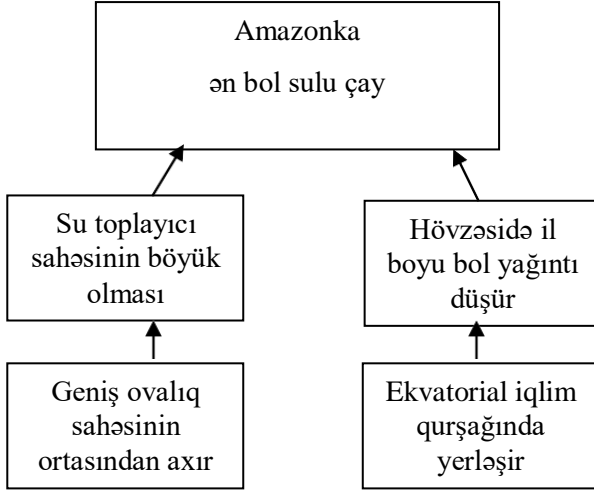 Amazonka
ən bol sulu çay
Su toplayıcı
sahəsinin böyük
olması
Hövzəsidə il
boyu bol yağıntı
düşür
Geniş ovalıq
sahəsinin
ortasından axır
Ekvatorial iqlim
qurşağında
yerləşir